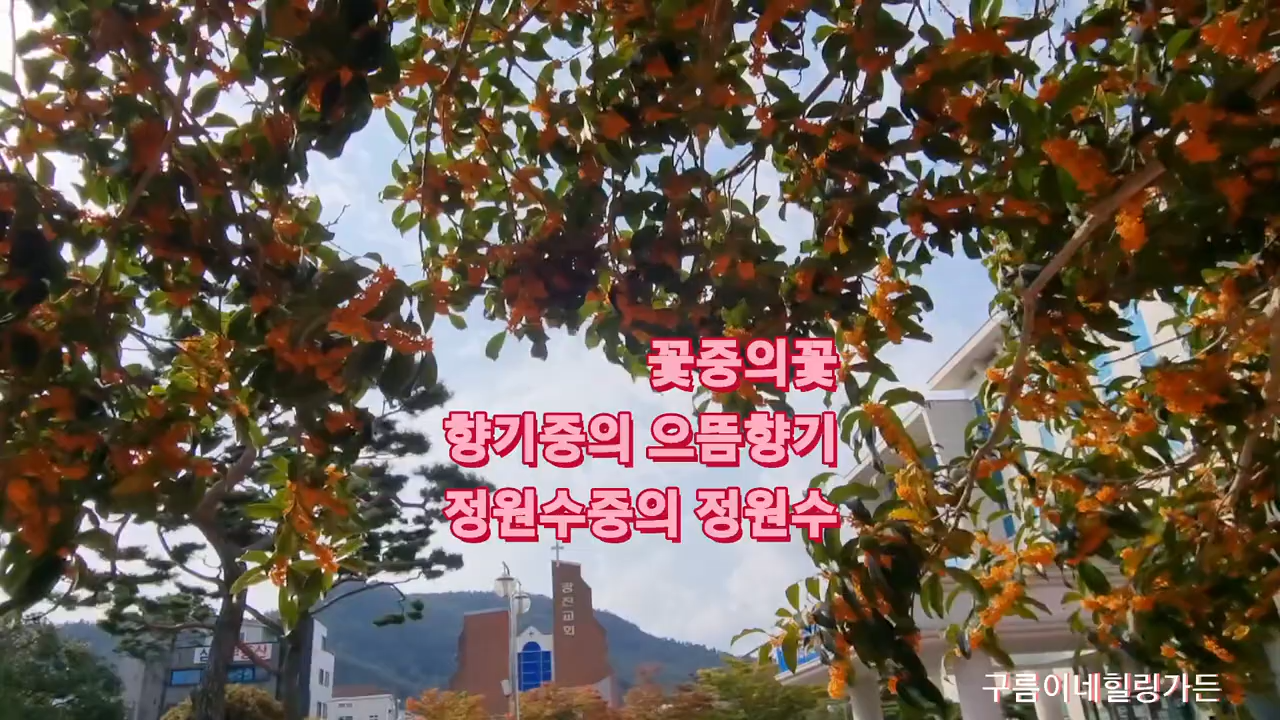 꽃중의꽃
향기중의 으뜸향기
정원수중의 정원수
구름이네힐링가든